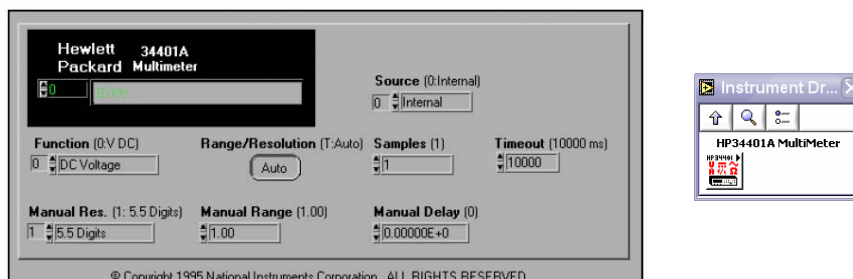 Hewlett 34401A
Packard Multimeter
0
0.000
Source (0:Internal)
0 Internal
Function (0:V DC)
0 DC Voltage
Range/Resolution (T:Auto)
Auto
Samples (1)
1
Timeout (10000 ms)
10000
Manual Res. (1: 5.5 Digits)
1 5.5 Digits
Manual Range (1.00)
1.00
Manual Delay (0)
0.00000E+0
© Copyright 1995 National Instruments Corporation. ALL RIGHTS RESERVED.
Instrument Dr...
HP34401A MultiMeter
HP34401